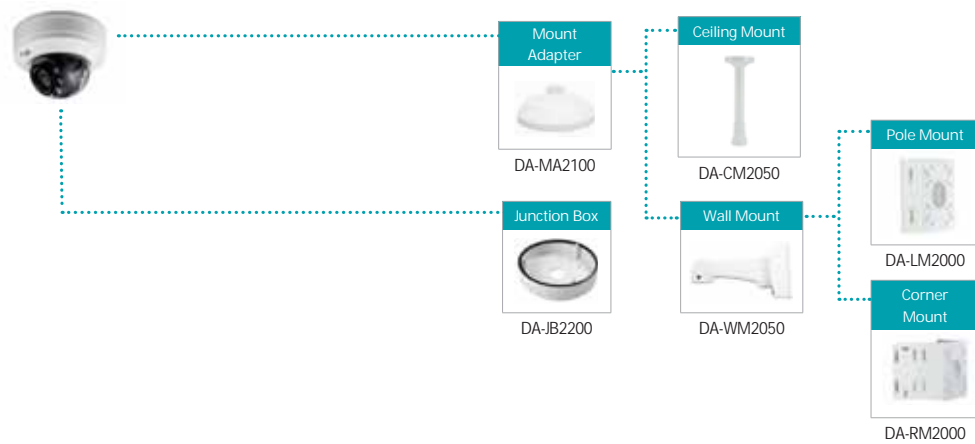 Mount
Adapter
DA-MA2100
Ceiling Mount
DA-CM2050
Pole Mount
DA-LM2000
Junction Box
DA-JB2200
Wall Mount
DA-WM2050
Corner
Mount
DA-RM2000